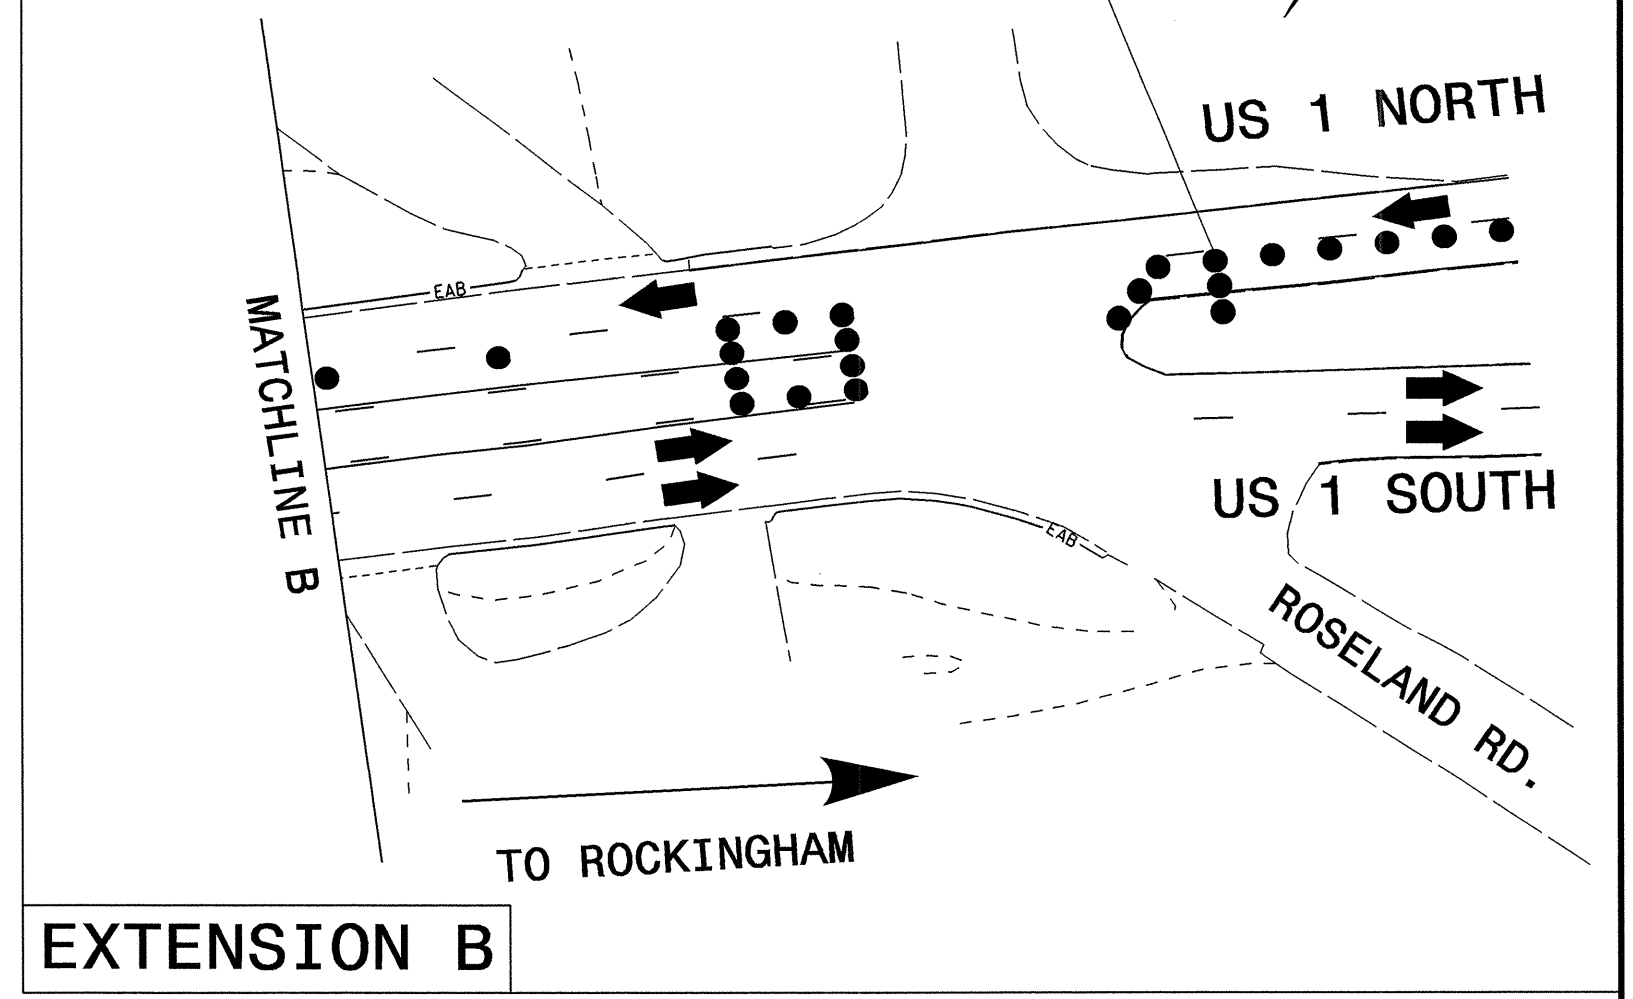 US 1 NORTH
EAB
MATCHLINE B
US 1 SOUTH
EAB
ROSELAND RD.
TO ROCKINGHAM
EXTENSION B